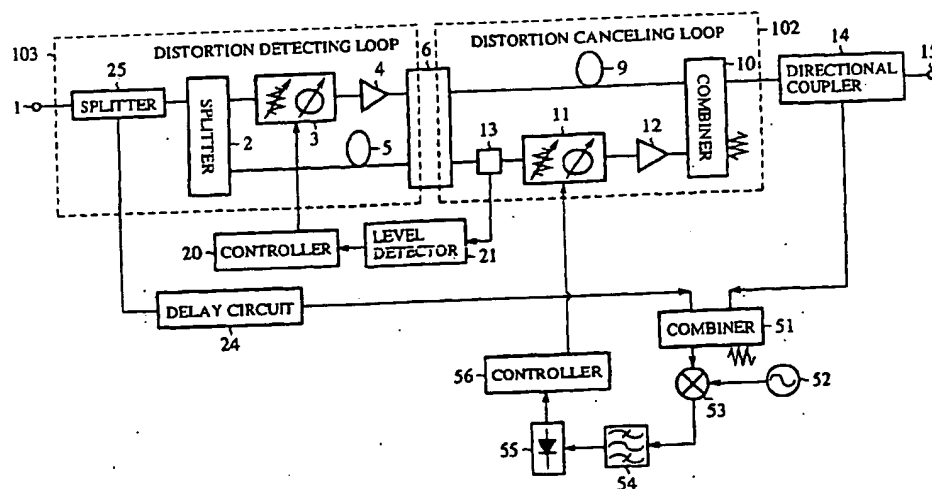 103
DISTORTION DETECTING LOOP
6
DISTORTION CANCELING LOOP
102
25
SPLITTER
1
SPLITTER
2
3
4
5
9
10
COMBINER
14
DIRECTIONAL
COUPLER
15
13
11
12
20
CONTROLLER
LEVEL
DETECTOR
21
DELAY CIRCUIT
24
COMBINER
51
56
CONTROLLER
53
52
55
54